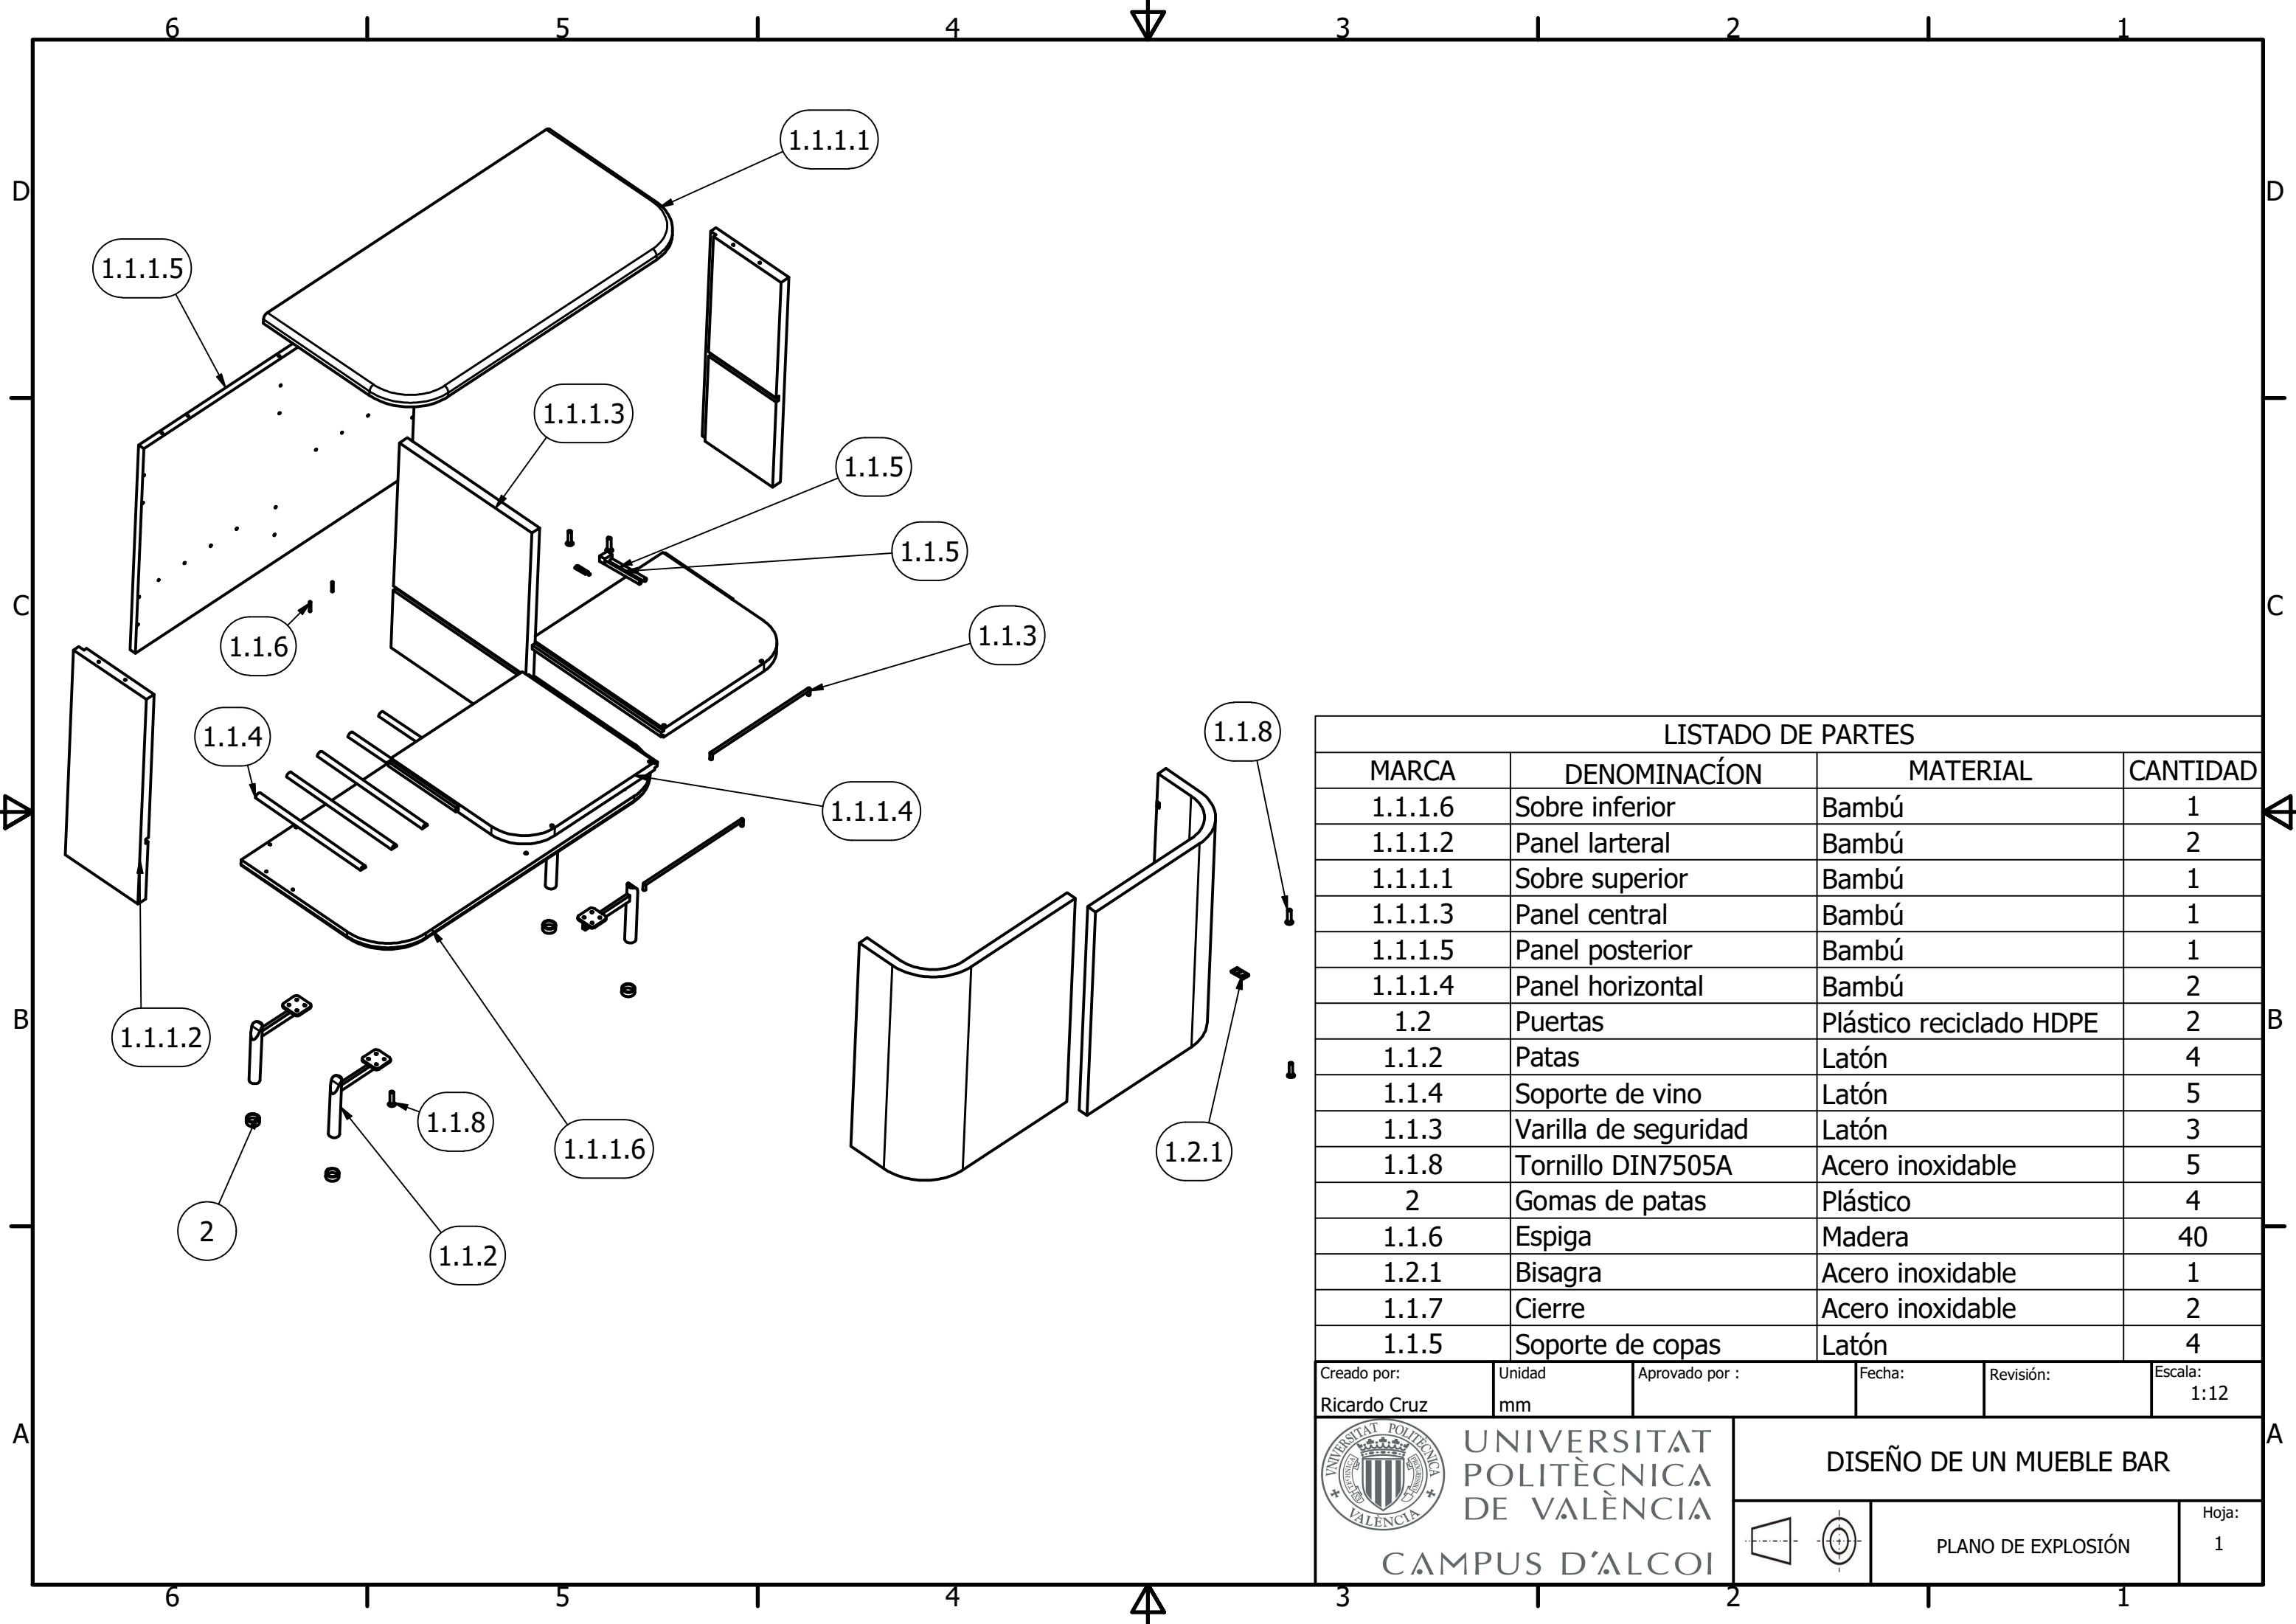 6 5 4 3 2 1
D D
C C
B B
A A
1.1.1.1
1.1.1.5
1.1.1.3
1.1.5
1.1.5
1.1.6
1.1.3
1.1.4
1.1.8
1.1.1.4
1.1.1.2
1.1.8
1.1.1.6
1.2.1
2
1.1.2
LISTADO DE PARTES
MARCA DENOMINACÍON MATERIAL CANTIDAD
1.1.1.6 Sobre inferior Bambú 1
1.1.1.2 Panel larteral Bambú 2
1.1.1.1 Sobre superior Bambú 1
1.1.1.3 Panel central Bambú 1
1.1.1.5 Panel posterior Bambú 1
1.1.1.4 Panel horizontal Bambú 2
1.2 Puertas Plástico reciclado HDPE 2
1.1.2 Patas Latón 4
1.1.4 Soporte de vino Latón 5
1.1.3 Varilla de seguridad Latón 3
1.1.8 Tornillo DIN7505A Acero inoxidable 5
2 Gomas de patas Plástico 4
1.1.6 Espiga Madera 40
1.2.1 Bisagra Acero inoxidable 1
1.1.7 Cierre Acero inoxidable 2
1.1.5 Soporte de copas Latón 4
Creado por: Unidad Aprovado por : Fecha: Revisión: Escala:
Ricardo Cruz mm 1:12
UNIVERSITAT POLITÈCNICA
VALÈNCIA
UNIVERSITAT
POLITÈCNICA
DE VALÈNCIA
CAMPUS D'ALCOI
DISEÑO DE UN MUEBLE BAR
PLANO DE EXPLOSIÓN
Hoja:
1
6 5 4 3 2 1